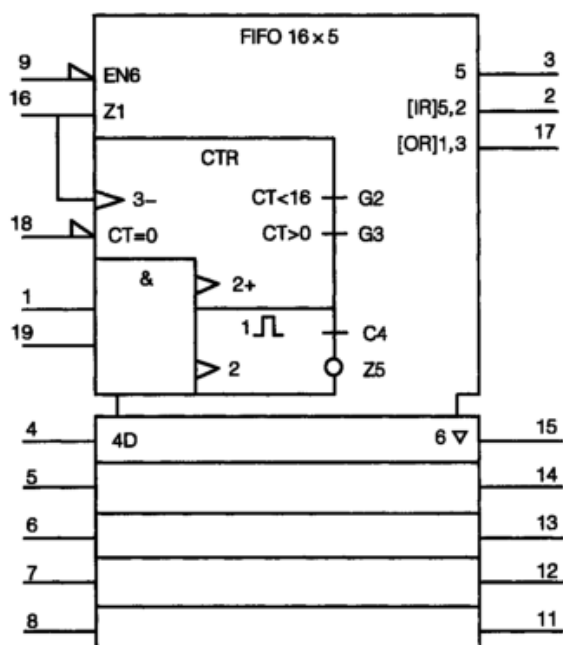 FIFO 16×5
9
EN6
5
3
16
Z1
[IR]5,2
2
[OR]1,3
17
CTR
3–
CT<16
G2
18
CT=0
CT>0
G3
&
2+
1
1
C4
19
2
Z5
4
4D
6 ▽
15
5
14
6
13
7
12
8
11